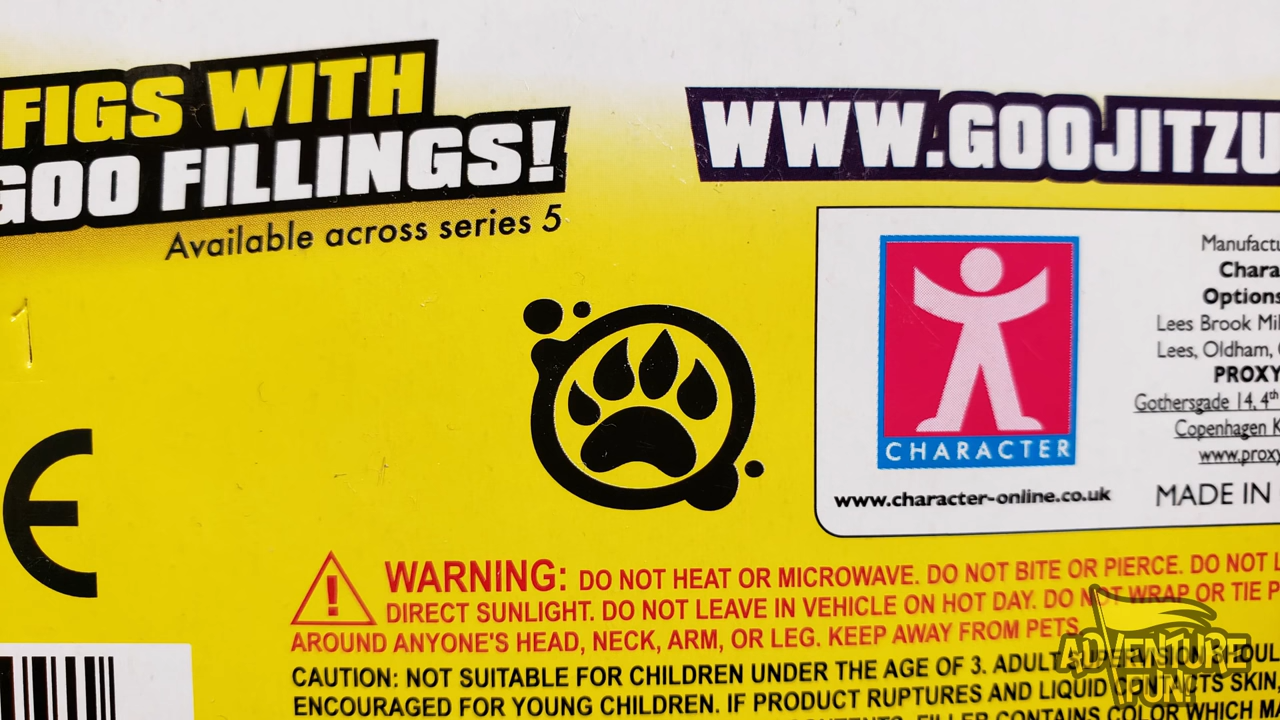 FIGS WITH
GOO FILLINGS!
Available across series 5
WWW.GOOJITZU
CHARACTER
www.character-online.co.uk
Manufactu
Chara
Options
Lees Brook Mil
Lees, Oldham,
PROXY
Gothersgade 14, 4th
Copenhagen K
www.proxy
MADE IN
WARNING: DO NOT HEAT OR MICROWAVE. DO NOT BITE OR PIERCE. DO NOT L
DIRECT SUNLIGHT. DO NOT LEAVE IN VEHICLE ON HOT DAY. DO NOT WRAP OR TIE P
AROUND ANYONE'S HEAD, NECK, ARM, OR LEG. KEEP AWAY FROM PETS
CAUTION: NOT SUITABLE FOR CHILDREN UNDER THE AGE OF 3. ADULT SUPERVISION SHOUL
ENCOURAGED FOR YOUNG CHILDREN. IF PRODUCT RUPTURES AND LIQUID CONTACTS SKIN,
FILLER CONTAINS COLOR WHICH MA
ADVENTURE
FUN